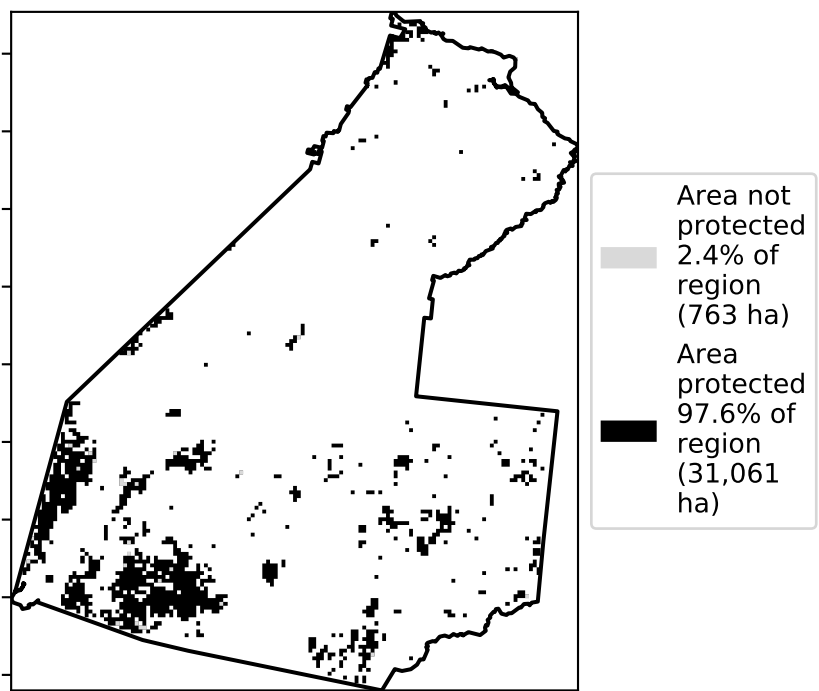 Area not
protected
2.4% of
region
(763 ha)
Area
protected
97.6% of
region
(31,061
ha)